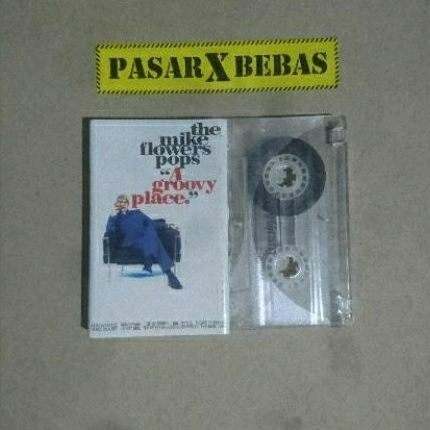 PASAR X BEBAS
the
mike
flowers
pops
"A
groovy
place."